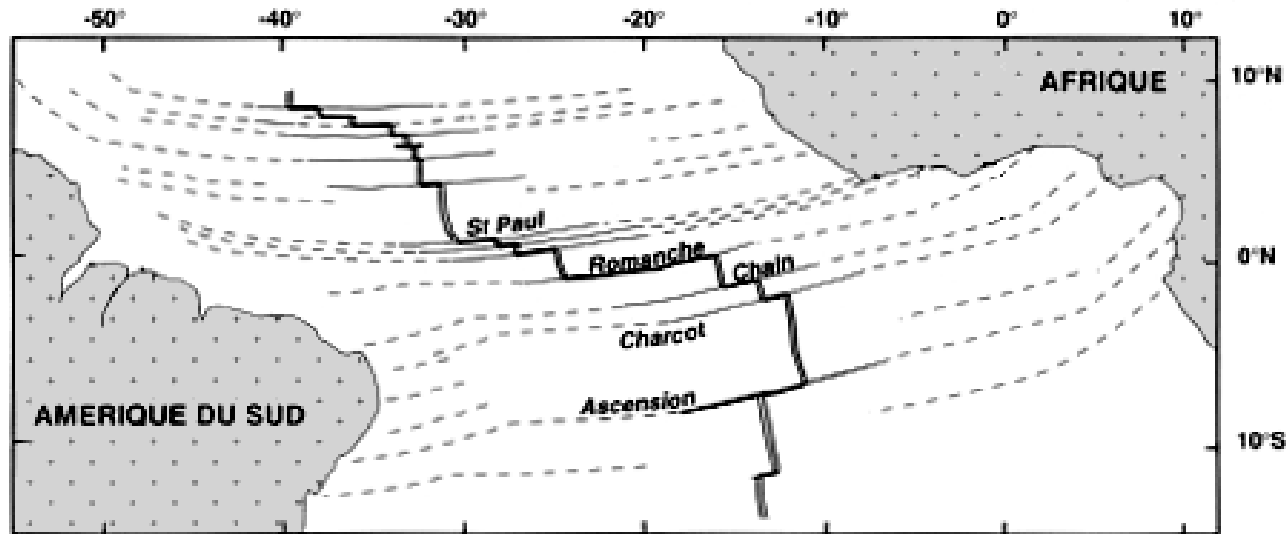 -50° -40° -30° -20° -10° 0° 10°
AFRIQUE
10°N
St Paul
Romanche
Chain
0°N
Charcot
Ascension
AMÉRIQUE DU SUD
10°S